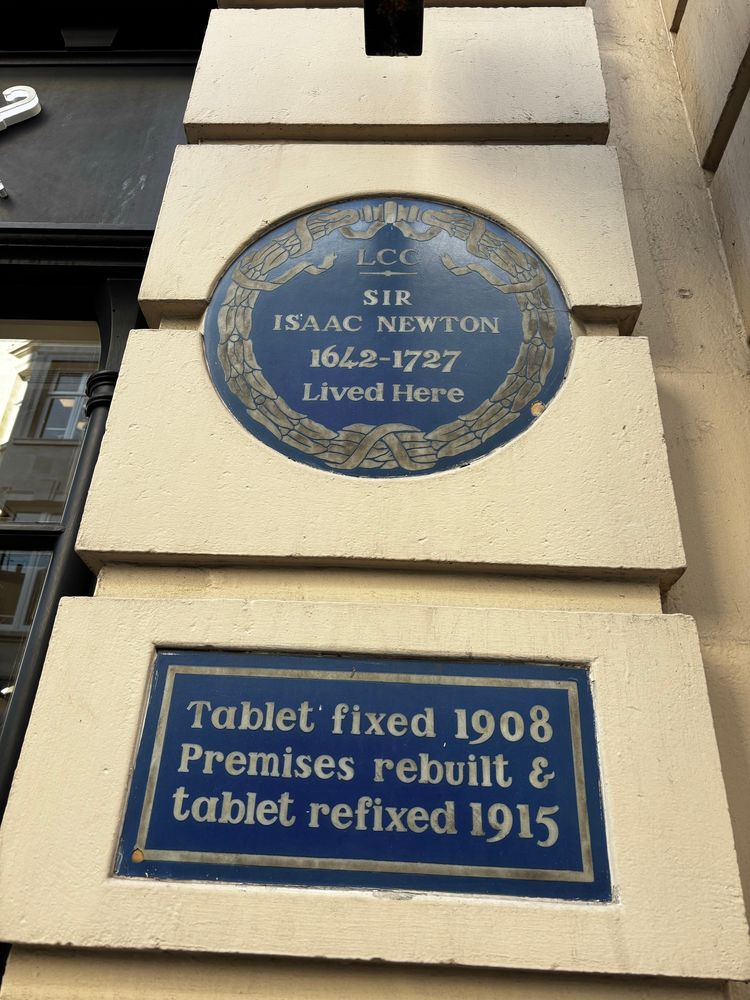 LCC
SIR
ISAAC NEWTON
1642-1727
Lived Here
Tablet fixed 1908
Premises rebuilt &
tablet refixed 1915